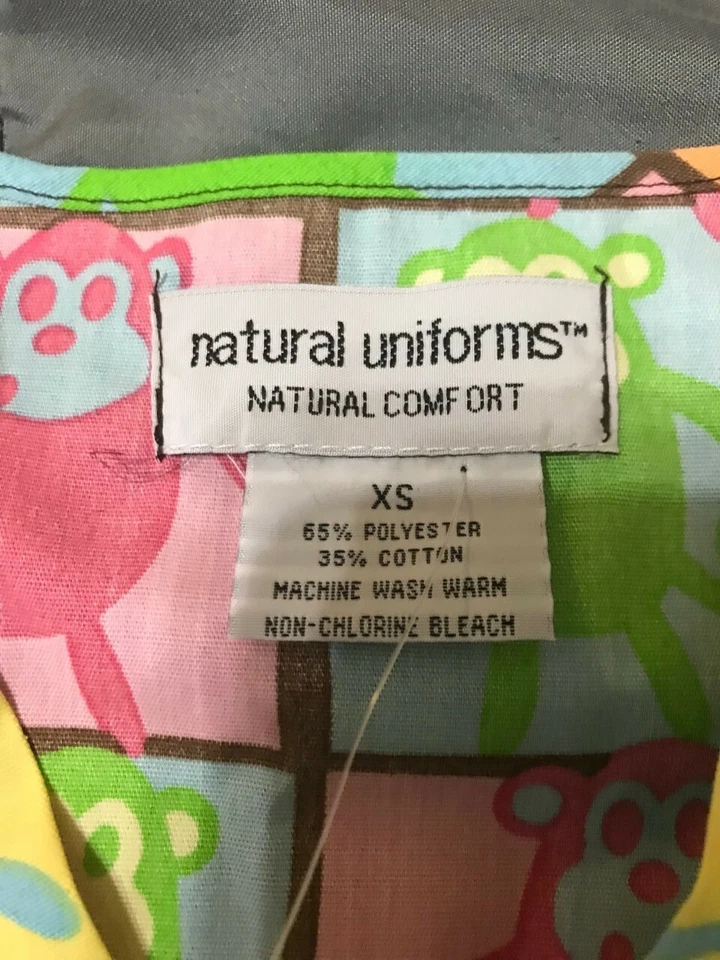 natural uniforms™
NATURAL COMFORT
XS
65% POLYESTER
35% COTTON
MACHINE WASH WARM
NON-CHLORINE BLEACH